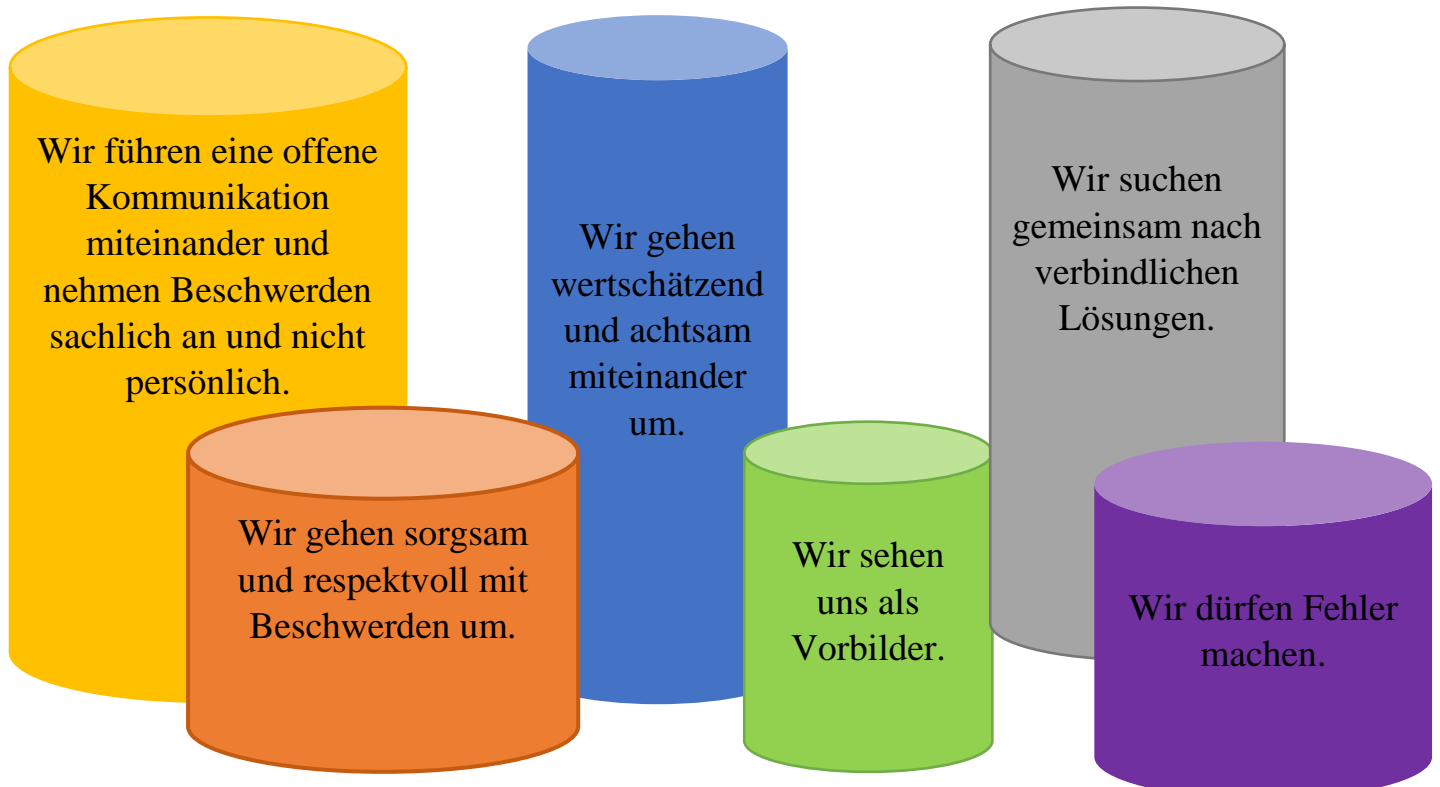 Wir führen eine offene
Kommunikation
miteinander und
nehmen Beschwerden
sachlich an und nicht
persönlich.
Wir gehen
wertschätzend
und achtsam
miteinander
um.
Wir suchen
gemeinsam nach
verbindlichen
Lösungen.
Wir gehen sorgsam
und respektvoll mit
Beschwerden um.
Wir sehen
uns als
Vorbilder.
Wir dürfen Fehler
machen.